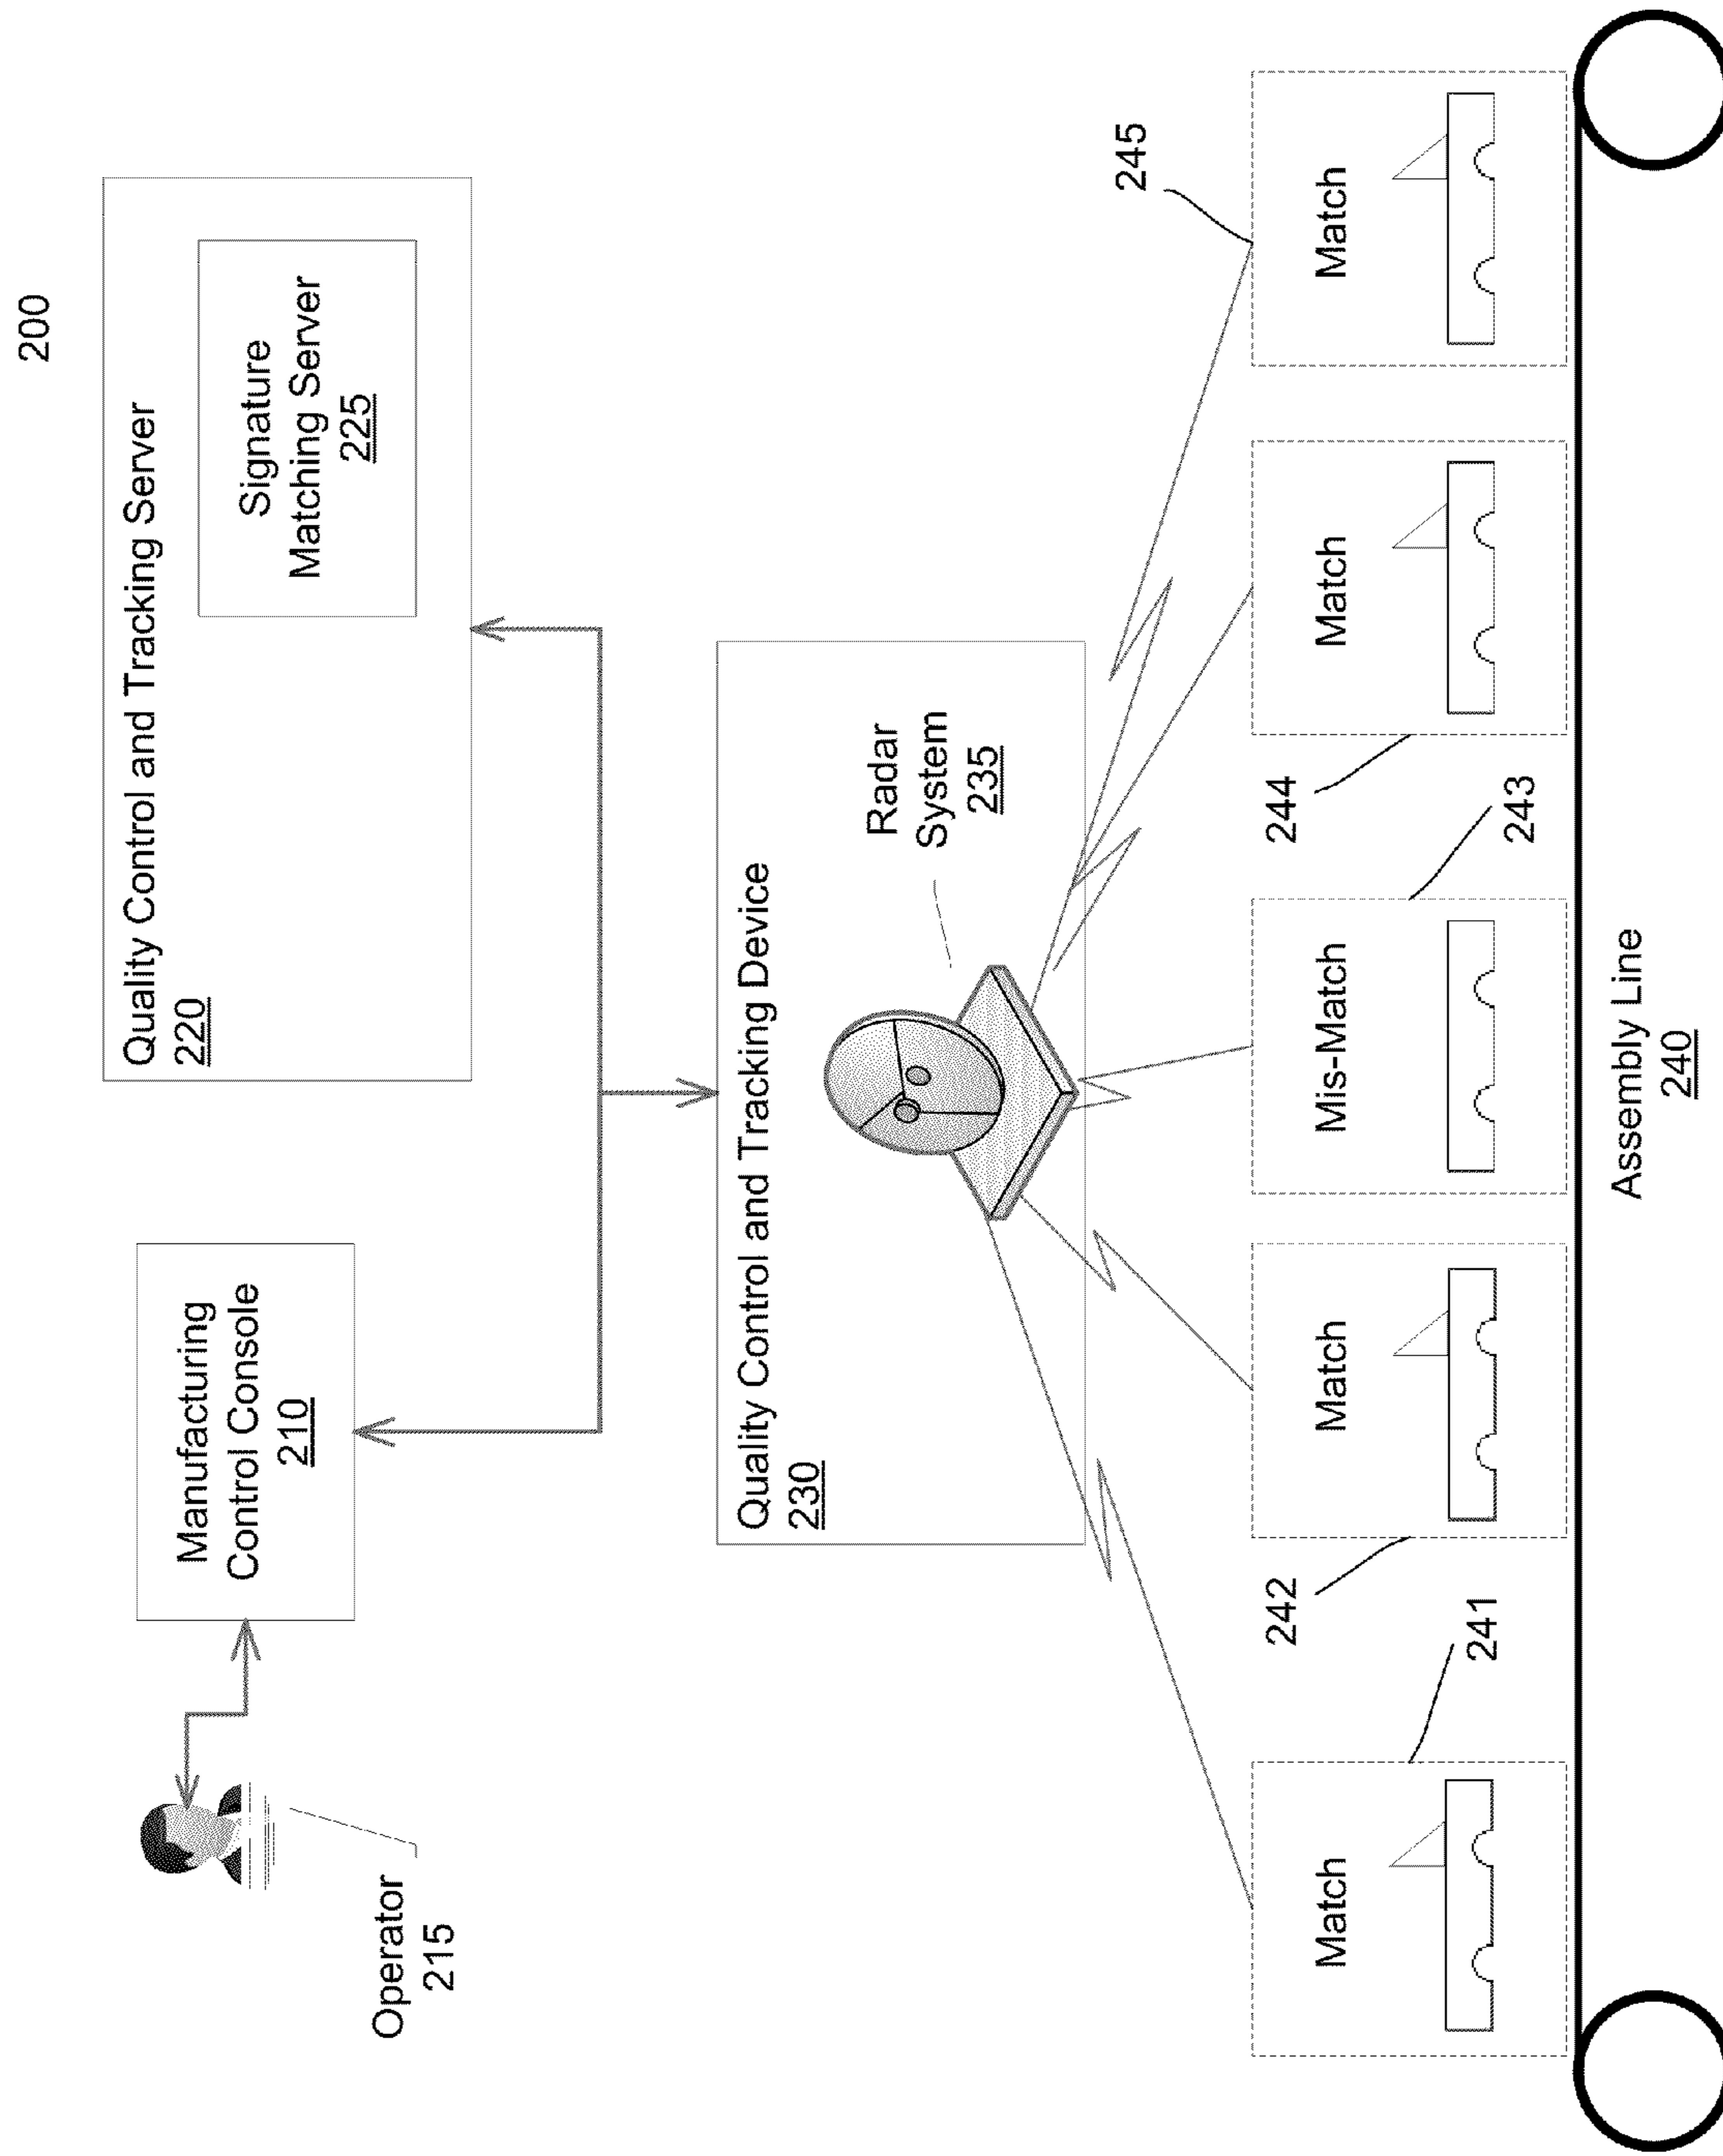 200
Operator
215
Manufacturing
Control Console
210
Quality Control and Tracking Server
220
Signature
Matching Server
225
Quality Control and Tracking Device
230
Radar
System
235
245
244
243
242
241
Match
Match
Mis-Match
Match
Match
Assembly Line
240